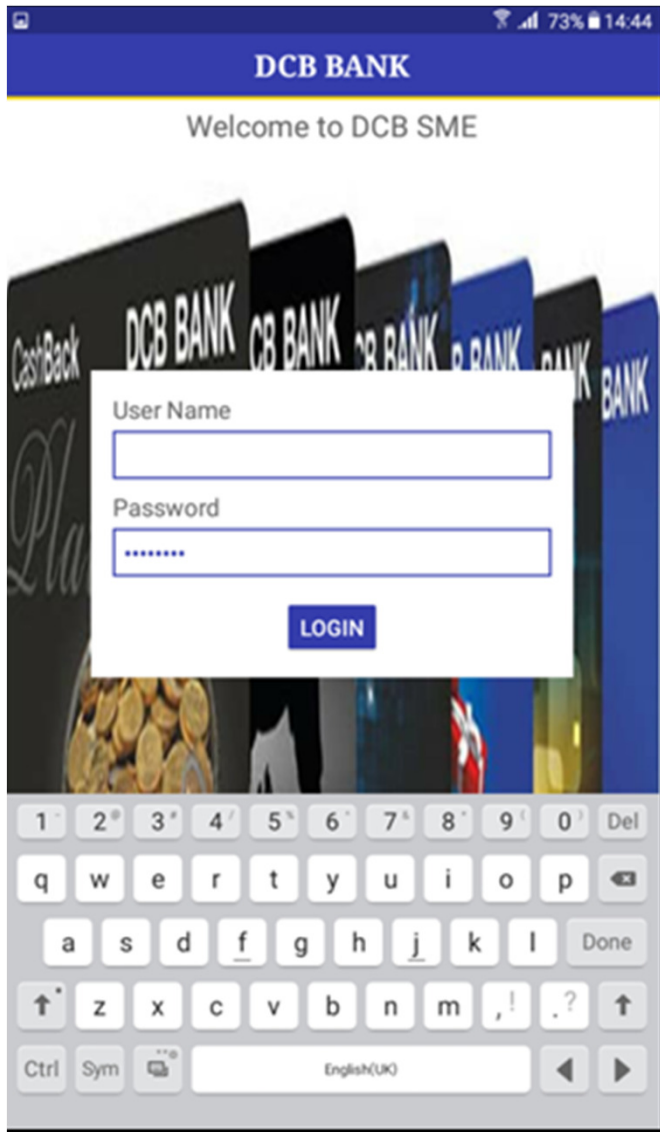 73% 14:44
DCB BANK
Welcome to DCB SME
CashBack DCB BANK CB BANK BANK BANK BANK BANK
Pla
User Name
Password
••••••••
LOGIN
1 - 2 @ 3 # 4 / 5 % 6 ^ 7 & 8 * 9 ( 0 ) Del
q w e r t y u i o p
a s d f g h j k l Done
z x c v b n m , ! . ?
Ctrl Sym English(UK)